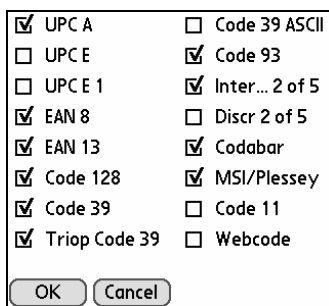 UPC A
UPC E
UPC E 1
EAN 8
EAN 13
Code 128
Code 39
Triop Code 39
Code 39 ASCII
Code 93
Inter... 2 of 5
Discr 2 of 5
Codabar
MSI/Plessey
Code 11
Webcode
OK
Cancel